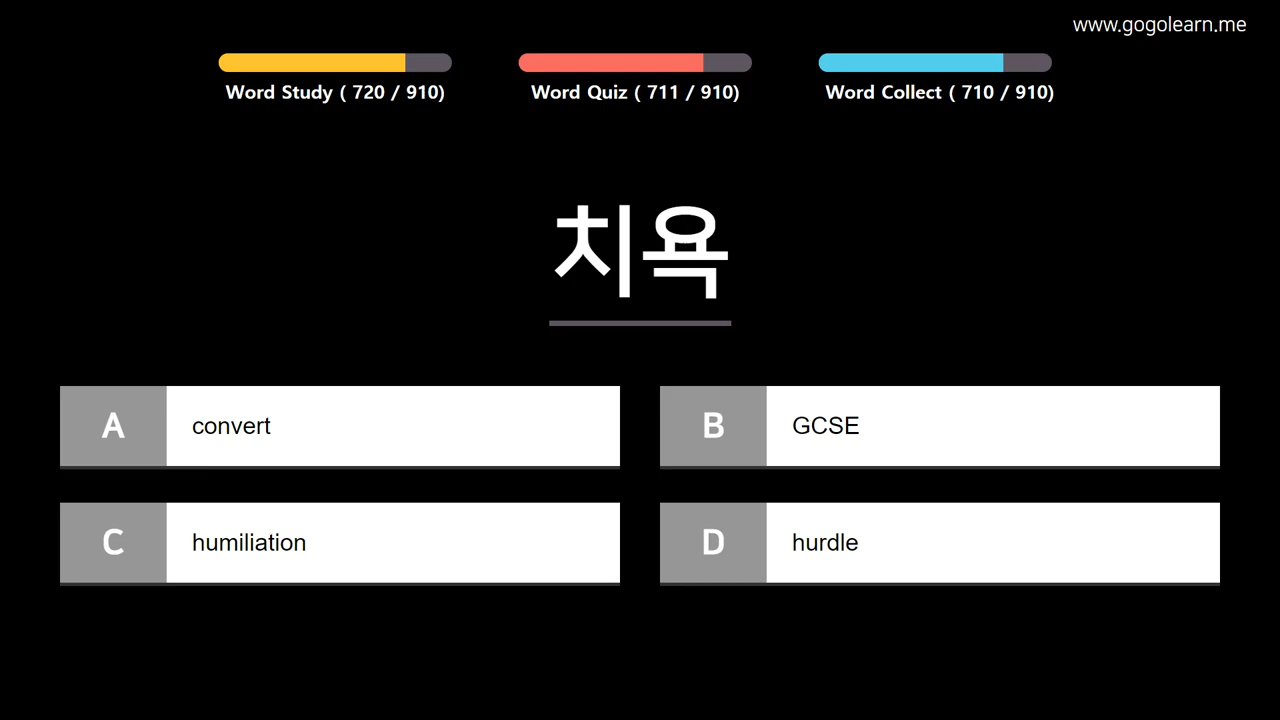 www.gogolearn.me
Word Study ( 720 / 910)
Word Quiz ( 711 / 910)
Word Collect ( 710 / 910)
치욕
A convert
B GCSE
C humiliation
D hurdle